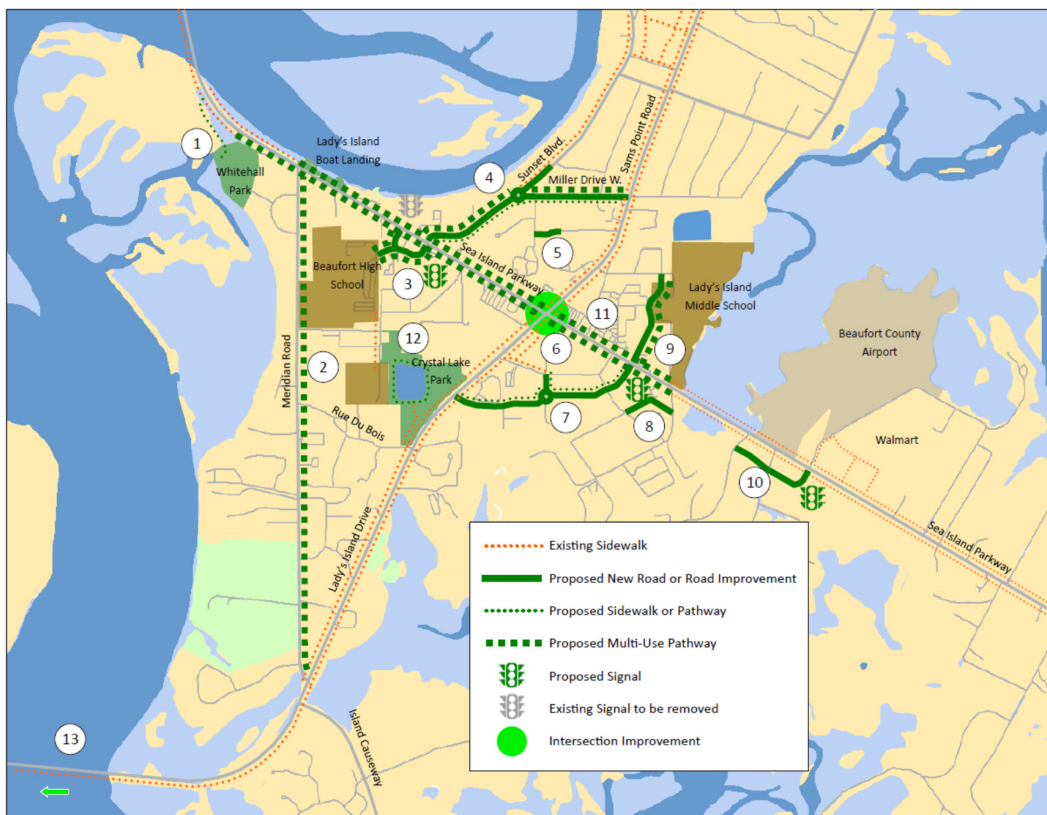 1
Whitehall
Park
Lady's Island
Boat Landing
4
Sunset Blvd.
Miller Drive W.
Sams Point Road
5
Beaufort High
School
3
Sea Island Parkway
Lady's Island
Middle School
11
6
9
Beaufort County
Airport
12
Crystal Lake
Park
2
Meridian Road
Rue Du Bois
7
8
Walmart
10
Sea Island Parkway
Lady's Island Drive
Island Causeway
13
Existing Sidewalk
Proposed New Road or Road Improvement
Proposed Sidewalk or Pathway
Proposed Multi-Use Pathway
Proposed Signal
Existing Signal to be removed
Intersection Improvement